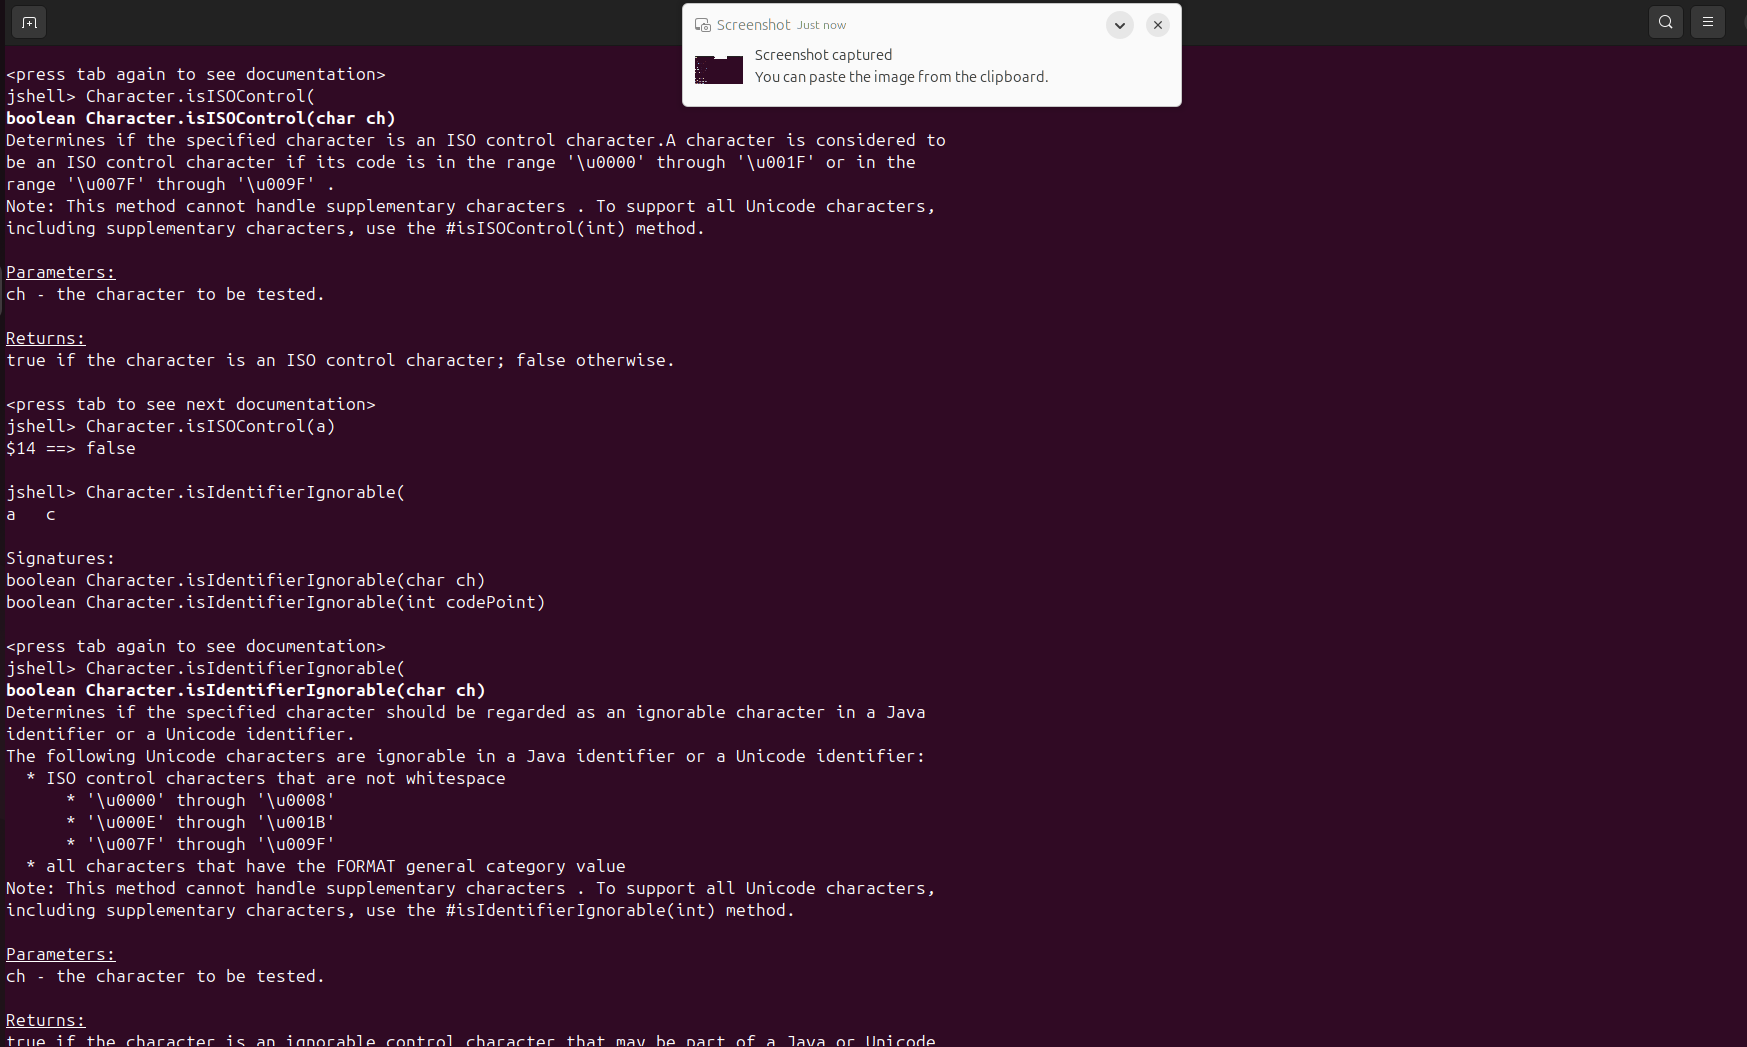 Screenshot Just now
Screenshot captured
You can paste the image from the clipboard.
<press tab again to see documentation>
jshell> Character.isISOControl(
boolean Character.isISOControl(char ch)
Determines if the specified character is an ISO control character.A character is considered to
be an ISO control character if its code is in the range '\u0000' through '\u001F' or in the
range '\u007F' through '\u009F' .
Note: This method cannot handle supplementary characters . To support all Unicode characters,
including supplementary characters, use the #isISOControl(int) method.
Parameters:
ch - the character to be tested.
Returns:
true if the character is an ISO control character; false otherwise.
<press tab to see next documentation>
jshell> Character.isISOControl(a)
$14 ==> false
jshell> Character.isIdentifierIgnorable(
a   c
Signatures:
boolean Character.isIdentifierIgnorable(char ch)
boolean Character.isIdentifierIgnorable(int codePoint)
<press tab again to see documentation>
jshell> Character.isIdentifierIgnorable(
boolean Character.isIdentifierIgnorable(char ch)
Determines if the specified character should be regarded as an ignorable character in a Java
identifier or a Unicode identifier.
The following Unicode characters are ignorable in a Java identifier or a Unicode identifier:
* ISO control characters that are not whitespace
* '\u0000' through '\u0008'
* '\u000E' through '\u001B'
* '\u007F' through '\u009F'
* all characters that have the FORMAT general category value
Note: This method cannot handle supplementary characters . To support all Unicode characters,
including supplementary characters, use the #isIdentifierIgnorable(int) method.
Parameters:
ch - the character to be tested.
Returns:
true if the character is an ignorable control character that may be part of a Java or Unicode